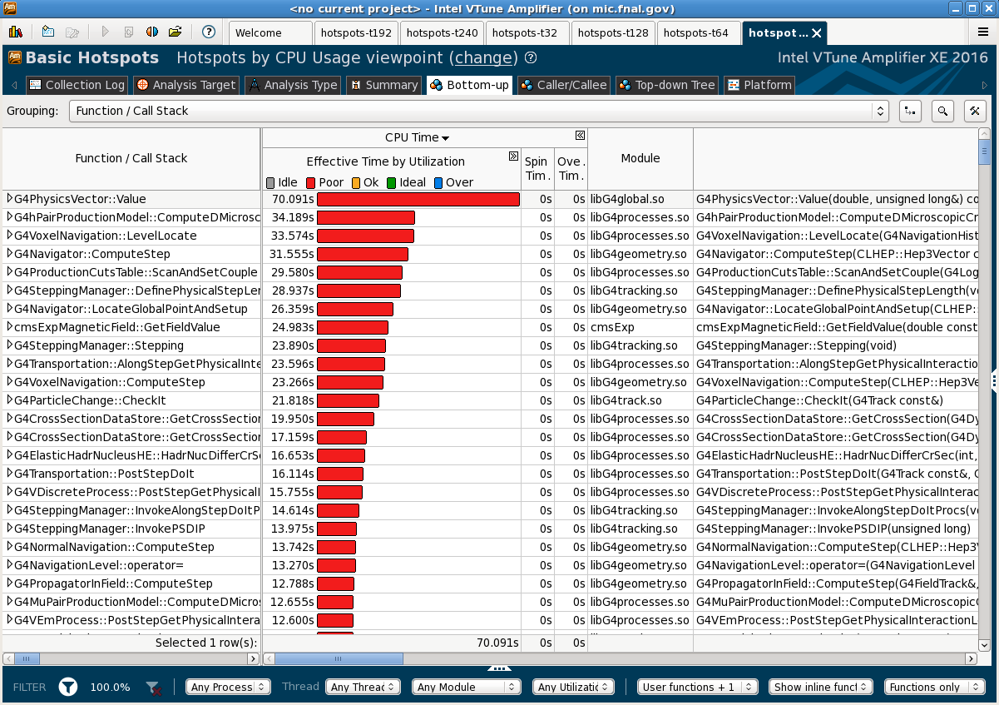 <no current project> - Intel VTune Amplifier (on mic.fnal.gov)
Welcome hotspots-t192 hotspots-t240 hotspots-t32 hotspots-t128 hotspots-t64 hotspot ...
Basic Hotspots Hotspots by CPU Usage viewpoint (change) Intel VTune Amplifier XE 2016
Collection Log Analysis Target Analysis Type Summary Bottom-up Caller/Callee Top-down Tree Platform
Grouping: Function / Call Stack
Function / Call Stack CPU Time Module
Effective Time by Utilization Spin Tim. Ove. Tim.
Idle Poor Ok Ideal Over
G4PhysicsVector::Value 70.091s 0s 0s libG4global.so G4PhysicsVector::Value(double, unsigned long&) co
G4hPairProductionModel::ComputeDMicrosc 34.189s 0s 0s libG4processes.so G4hPairProductionModel::ComputeDMicroscopicCr
G4VoxelNavigation::LevelLocate 33.574s 0s 0s libG4geometry.so G4VoxelNavigation::LevelLocate(G4NavigationHist
G4Navigator::ComputeStep 31.555s 0s 0s libG4geometry.so G4Navigator::ComputeStep(CLHEP::Hep3Vector c
G4ProductionCutsTable::ScanAndSetCouple 29.580s 0s 0s libG4processes.so G4ProductionCutsTable::ScanAndSetCouple(G4Log
G4SteppingManager::DefinePhysicalStepLer 28.937s 0s 0s libG4tracking.so G4SteppingManager::DefinePhysicalStepLength(vo
G4Navigator::LocateGlobalPointAndSetup 26.359s 0s 0s libG4geometry.so G4Navigator::LocateGlobalPointAndSetup(CLHEP:
cmsExpMagneticField::GetFieldValue 24.983s 0s 0s cmsExp cmsExpMagneticField::GetFieldValue(double const
G4SteppingManager::Stepping 23.890s 0s 0s libG4tracking.so G4SteppingManager::Stepping(void)
G4Transportation::AlongStepGetPhysicalInte 23.596s 0s 0s libG4processes.so G4Transportation::AlongStepGetPhysicalInteractio
G4VoxelNavigation::ComputeStep 23.266s 0s 0s libG4geometry.so G4VoxelNavigation::ComputeStep(CLHEP::Hep3Ve
G4ParticleChange::CheckIt 21.818s 0s 0s libG4track.so G4ParticleChange::CheckIt(G4Track const&)
G4CrossSectionDataStore::GetCrossSection 19.950s 0s 0s libG4processes.so G4CrossSectionDataStore::GetCrossSection(G4Dy
G4CrossSectionDataStore::GetCrossSection 17.159s 0s 0s libG4processes.so G4CrossSectionDataStore::GetCrossSection(G4Dy
G4ElasticHadrNucleusHE::HadrNucDifferCrS 16.653s 0s 0s libG4processes.so G4ElasticHadrNucleusHE::HadrNucDifferCrSec(int,
G4Transportation::PostStepDoIt 16.114s 0s 0s libG4processes.so G4Transportation::PostStepDoIt(G4Track const&, G
G4VDiscreteProcess::PostStepGetPhysicalI 15.755s 0s 0s libG4processes.so G4VDiscreteProcess::PostStepGetPhysicalInterac
G4SteppingManager::InvokeAlongStepDoItP 14.614s 0s 0s libG4tracking.so G4SteppingManager::InvokeAlongStepDoItProcs(vo
G4SteppingManager::InvokePSDIP 13.975s 0s 0s libG4tracking.so G4SteppingManager::InvokePSDIP(unsigned long)
G4NormalNavigation::ComputeStep 13.742s 0s 0s libG4geometry.so G4NormalNavigation::ComputeStep(CLHEP::Hep3V
G4NavigationLevel::operator= 13.270s 0s 0s libG4geometry.so G4NavigationLevel::operator=(G4NavigationLevel
G4PropagatorInField::ComputeStep 12.788s 0s 0s libG4geometry.so G4PropagatorInField::ComputeStep(G4FieldTrack&,
G4MuPairProductionModel::ComputeDMicros 12.655s 0s 0s libG4processes.so G4MuPairProductionModel::ComputeDMicroscopic
G4VEmProcess::PostStepGetPhysicalIntera 12.600s 0s 0s libG4processes.so G4VEmProcess::PostStepGetPhysicalInteractionL
Selected 1 row(s): 70.091s 0s 0s
FILTER 100.0% Any Process Thread Any Threac Any Module Any Utilizatic User functions + 1 Show inline funct Functions only